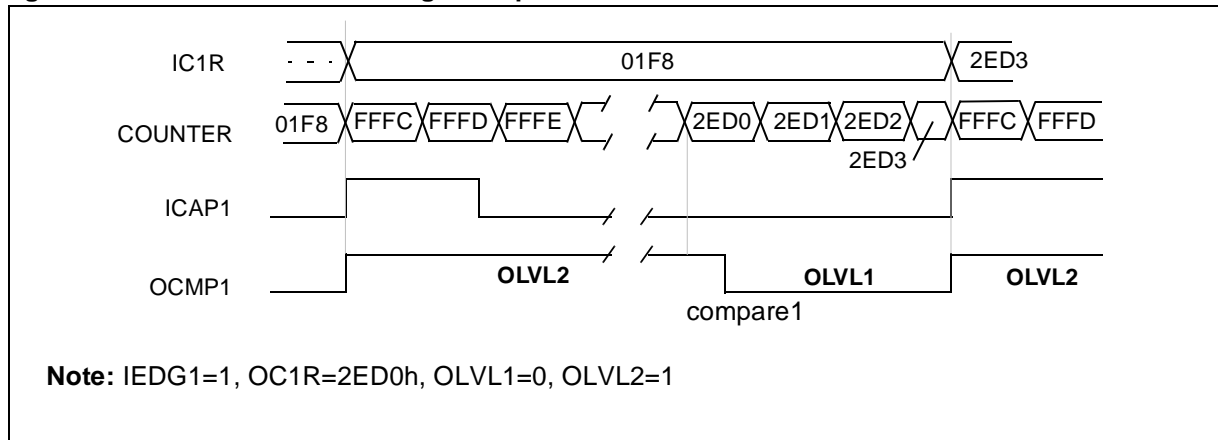 IC1R - - - 01F8 2ED3
COUNTER 01F8 FFFC FFFD FFFE 2ED0 2ED1 2ED2 FFFC FFFD
2ED3
ICAP1
OCMP1 OLVL2 OLVL1 OLVL2
compare1
Note: IEDG1=1, OC1R=2ED0h, OLVL1=0, OLVL2=1